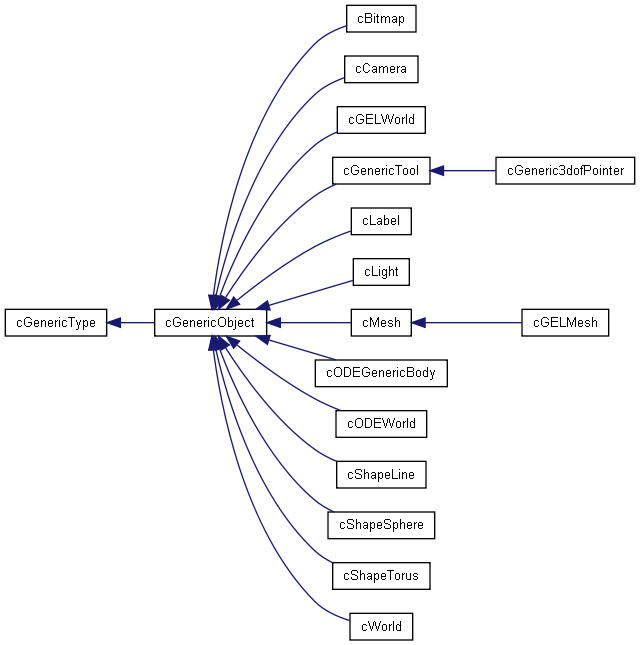 cBitmap
cCamera
cGELWorld
cGenericTool
cGeneric3dofPointer
cLabel
cLight
cGenericType
cGenericObject
cMesh
cGELMesh
cODEGenericBody
cODEWorld
cShapeLine
cShapeSphere
cShapeTorus
cWorld